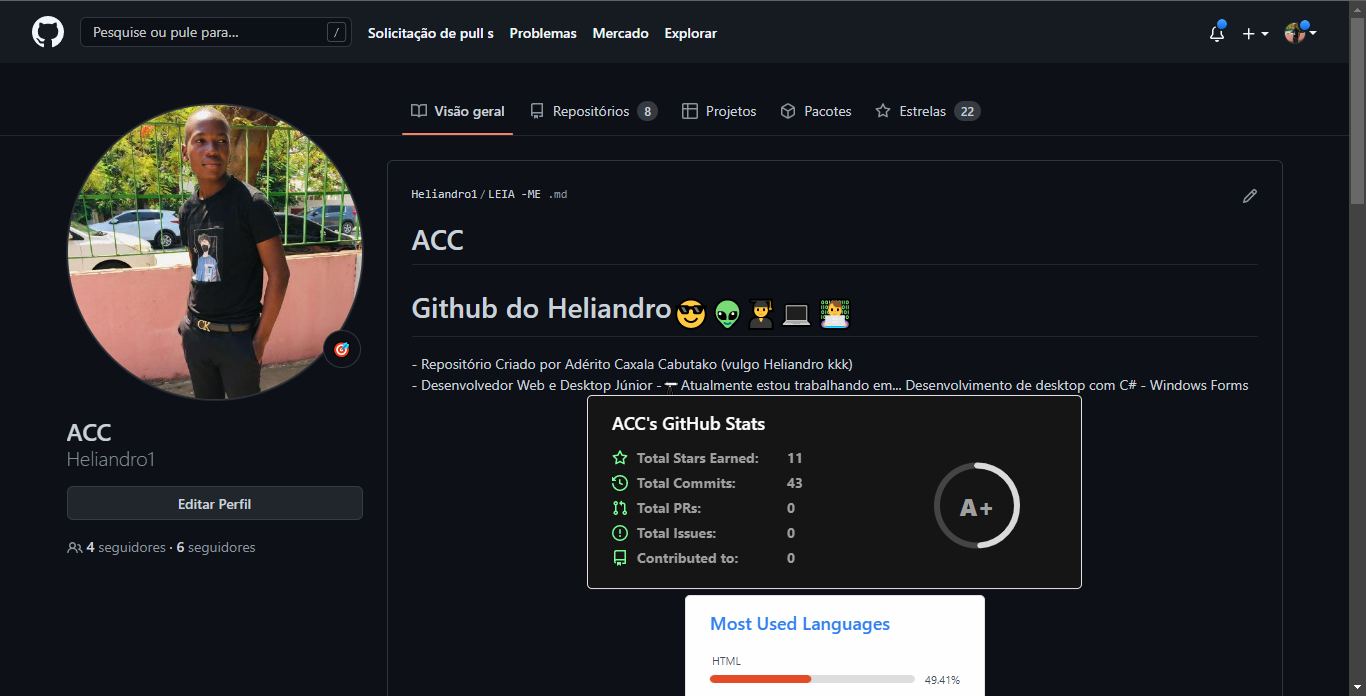 Pesquise ou pule para... /
Solicitação de pull s Problemas Mercado Explorar
Visão geral Repositórios 8 Projetos Pacotes Estrelas 22
Heliandro1/LEIA -ME .md
ACC
Github do Heliandro
- Repositório Criado por Adérito Caxala Cabutako (vulgo Heliandro kkk)
- Desenvolvedor Web e Desktop Júnior - Atualmente estou trabalhando em... Desenvolvimento de desktop com C# - Windows Forms
CK
ACC
Heliandro1
Editar Perfil
4 seguidores · 6 seguidores
ACC's GitHub Stats
Total Stars Earned: 11
Total Commits: 43
Total PRs: 0
Total Issues: 0
Contributed to: 0
A+
Most Used Languages
HTML
49.41%